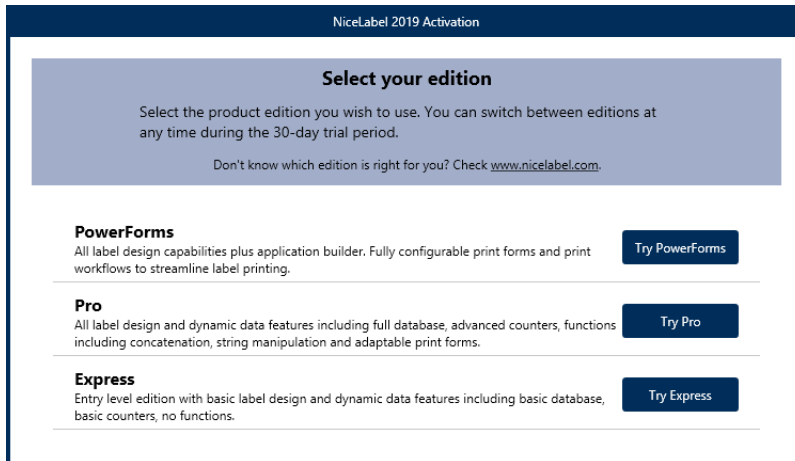 NiceLabel 2019 Activation
Select your edition
Select the product edition you wish to use. You can switch between editions at
any time during the 30-day trial period.
Don't know which edition is right for you? Check www.nicelabel.com.
PowerForms
All label design capabilities plus application builder. Fully configurable print forms and print
workflows to streamline label printing.
Try PowerForms
Pro
All label design and dynamic data features including full database, advanced counters, functions
including concatenation, string manipulation and adaptable print forms.
Try Pro
Express
Entry level edition with basic label design and dynamic data features including basic database,
basic counters, no functions.
Try Express